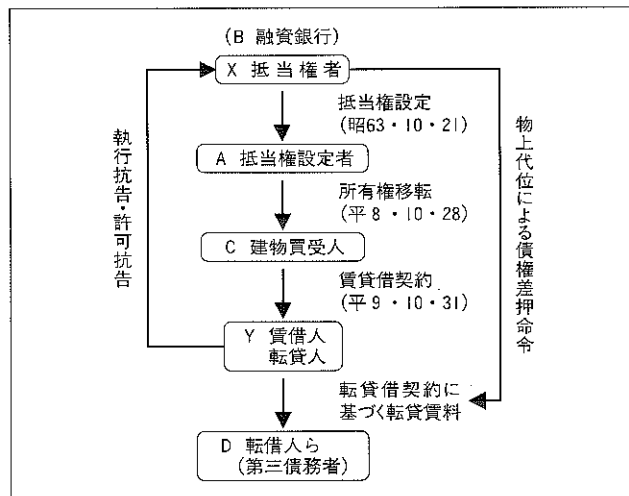 (B 融資銀行)
X 抵当権者
抵当権設定
(昭63・10・21)
A 抵当権設定者
所有権移転
(平8・10・28)
C 建物買受人
賃貸借契約
(平9・10・31)
Y 賃借人
転貸人
転貸借契約に
基づく転貸賃料
D 転借人ら
(第三債務者)
執行抗告・許可抗告
物上代位による債権差押命令